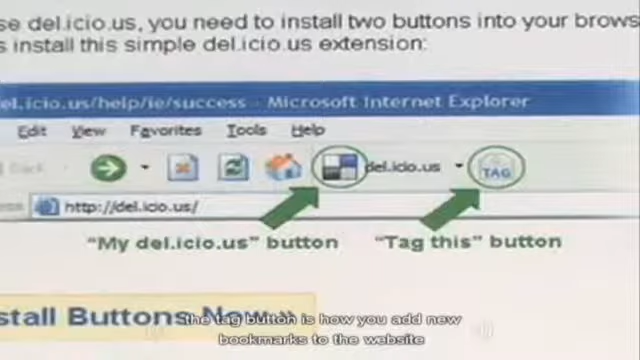 se del.icio.us, you need to install two buttons into your brows
s install this simple del.icio.us extension:
el.icio.us/help/ie/success - Microsoft Internet Explorer
Edit View Favorites Tools Help
Back
del.icio.us TAG
http://del.icio.us/
"My del.icio.us" button "Tag this" button
stall Buttons Now »
the tag button is how you add new
bookmarks to the website